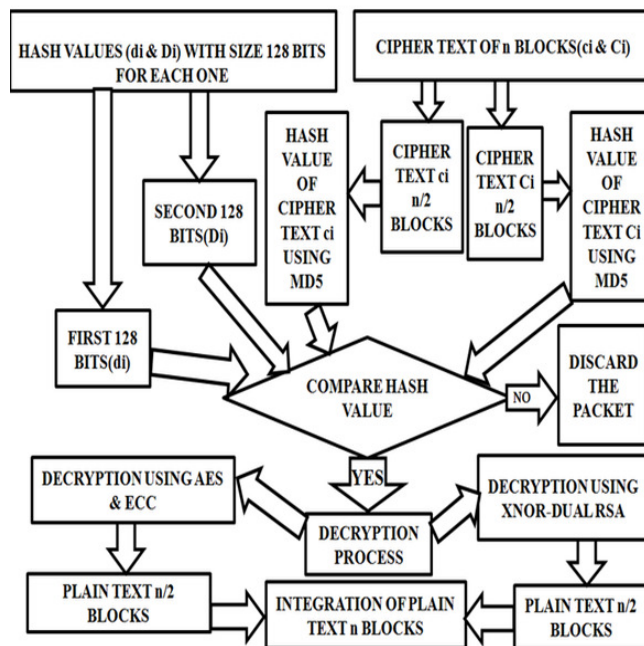 HASH VALUES (di & Di) WITH SIZE 128 BITS
FOR EACH ONE
CIPHER TEXT OF n BLOCKS(ci & Ci)
HASH
VALUE
OF
CIPHER
TEXT ci
USING
MD5
CIPHER
TEXT ci
n/2
BLOCKS
CIPHER
TEXT Ci
n/2
BLOCKS
HASH
VALUE OF
CIPHER
TEXT Ci
USING
MD5
SECOND 128
BITS(Di)
FIRST 128
BITS(di)
COMPARE HASH
VALUE
NO
DISCARD
THE
PACKET
YES
DECRYPTION USING AES
& ECC
DECRYPTION
PROCESS
DECRYPTION USING
XNOR-DUAL RSA
PLAIN TEXT n/2
BLOCKS
INTEGRATION OF PLAIN
TEXT n BLOCKS
PLAIN TEXT n/2
BLOCKS